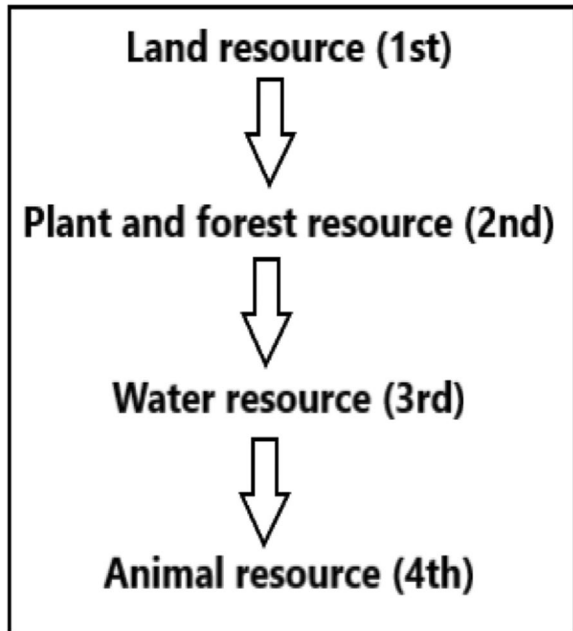 Land resource (1st)
Plant and forest resource (2nd)
Water resource (3rd)
Animal resource (4th)